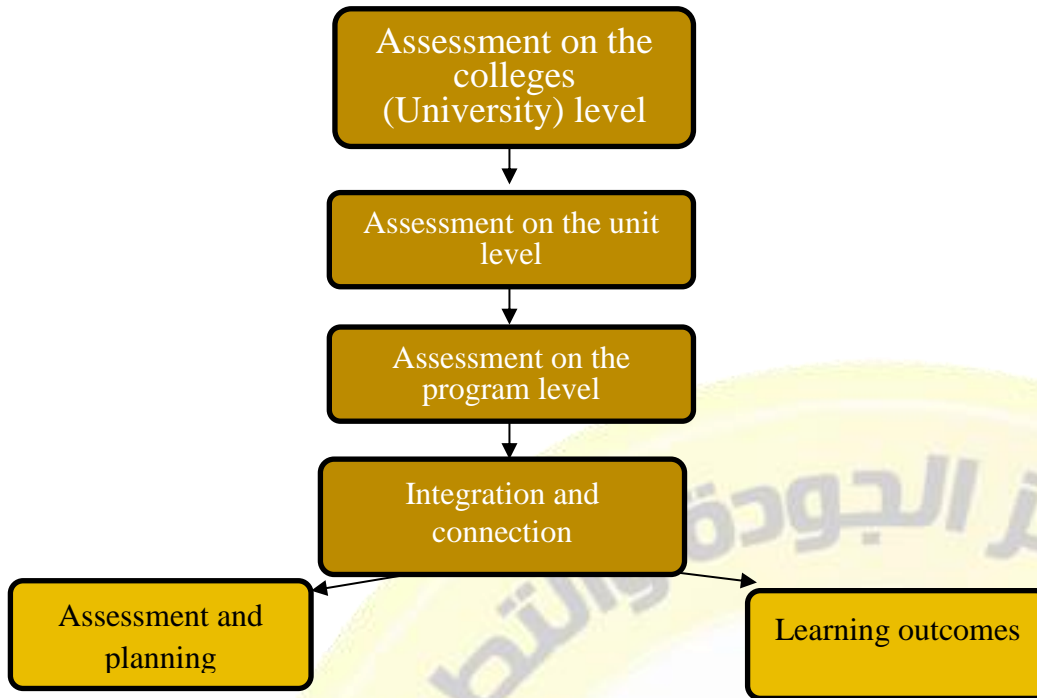 Assessment on the
colleges
(University) level
Assessment on the unit
level
Assessment on the
program level
Integration and
connection
Assessment and
planning
Learning outcomes
الجودة